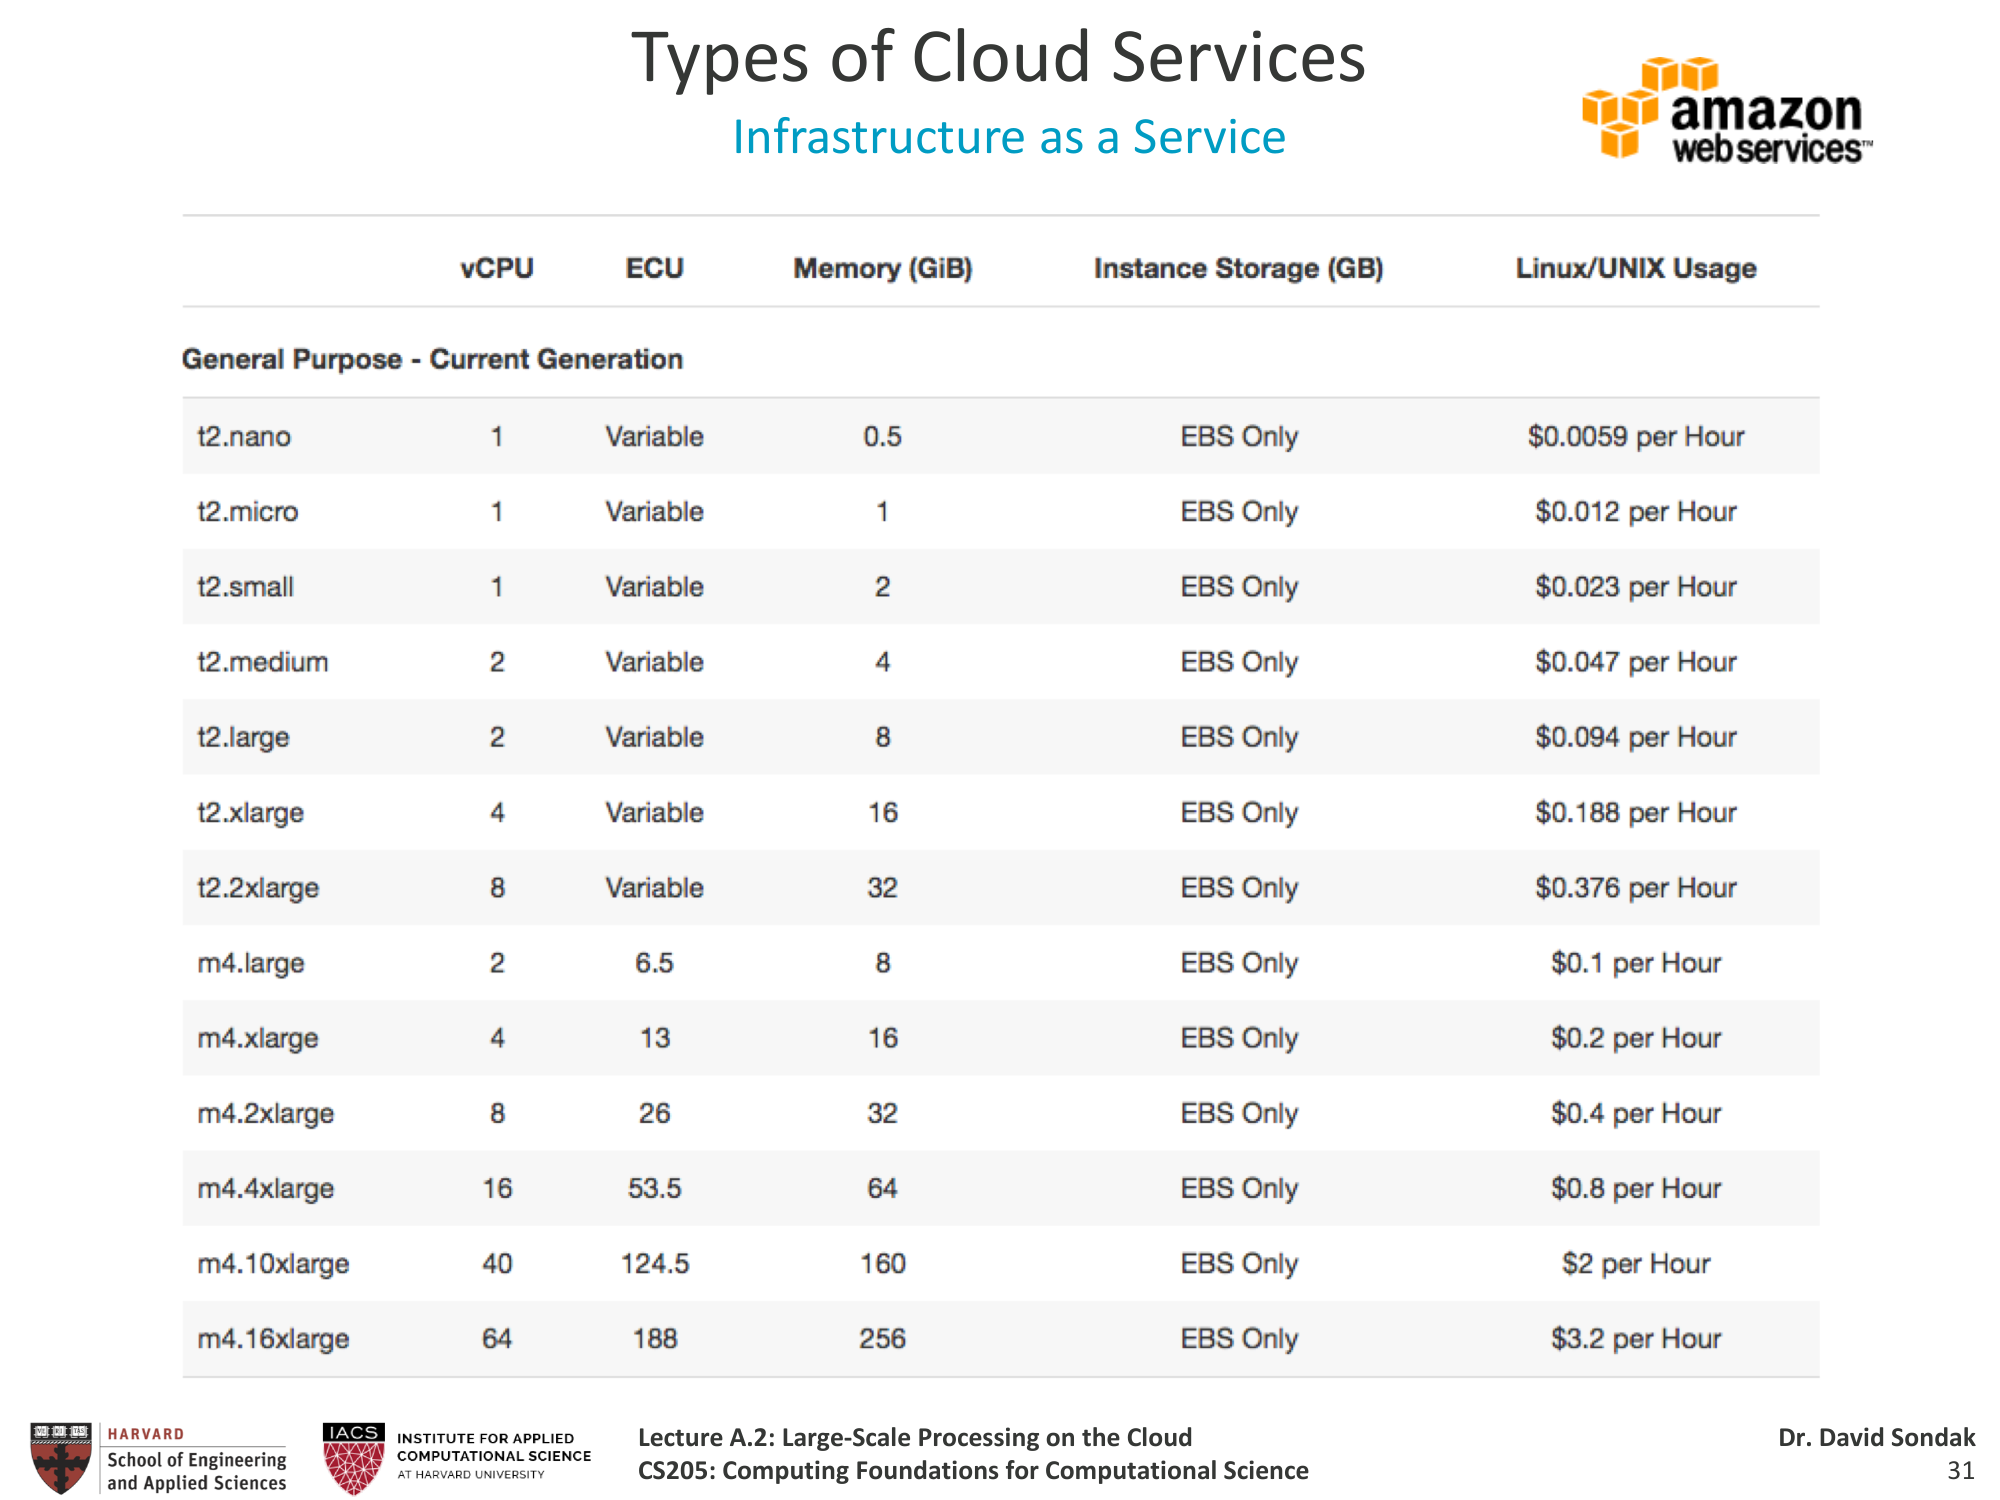 Types of Cloud Services
Infrastructure as a Service
amazon
web services™
vCPU ECU Memory (GiB) Instance Storage (GB) Linux/UNIX Usage
General Purpose - Current Generation
t2.nano 1 Variable 0.5 EBS Only $0.0059 per Hour
t2.micro 1 Variable 1 EBS Only $0.012 per Hour
t2.small 1 Variable 2 EBS Only $0.023 per Hour
t2.medium 2 Variable 4 EBS Only $0.047 per Hour
t2.large 2 Variable 8 EBS Only $0.094 per Hour
t2.xlarge 4 Variable 16 EBS Only $0.188 per Hour
t2.2xlarge 8 Variable 32 EBS Only $0.376 per Hour
m4.large 2 6.5 8 EBS Only $0.1 per Hour
m4.xlarge 4 13 16 EBS Only $0.2 per Hour
m4.2xlarge 8 26 32 EBS Only $0.4 per Hour
m4.4xlarge 16 53.5 64 EBS Only $0.8 per Hour
m4.10xlarge 40 124.5 160 EBS Only $2 per Hour
m4.16xlarge 64 188 256 EBS Only $3.2 per Hour
HARVARD
School of Engineering
and Applied Sciences
IACS
INSTITUTE FOR APPLIED
COMPUTATIONAL SCIENCE
AT HARVARD UNIVERSITY
Lecture A.2: Large-Scale Processing on the Cloud
CS205: Computing Foundations for Computational Science
Dr. David Sondak
31